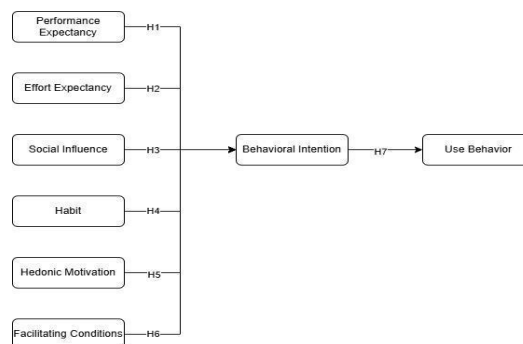 Performance
Expectancy
H1
Effort Expectancy
H2
Social Influence
H3
Behavioral Intention
H7
Use Behavior
Habit
H4
Hedonic Motivation
H5
Facilitating Conditions
H6